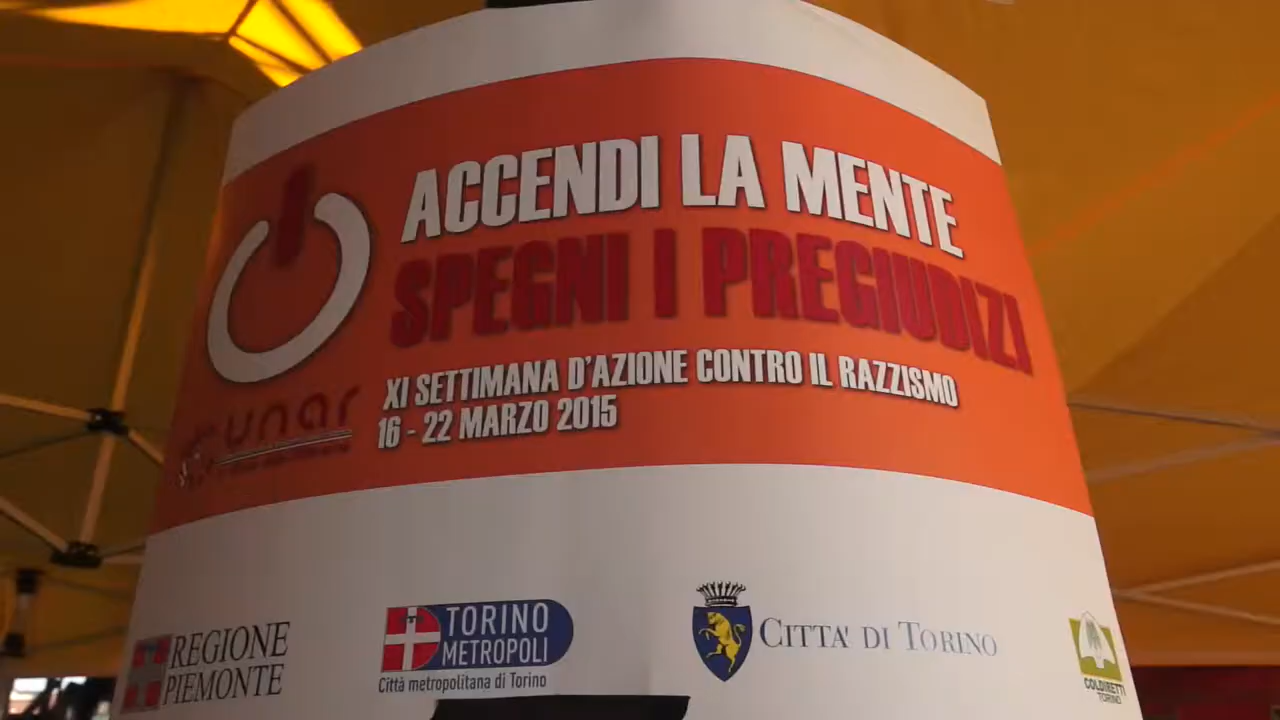 ACCENDI LA MENTE
SPEGNI I PREGIUDIZI
XI SETTIMANA D'AZIONE CONTRO IL RAZZISMO
16 - 22 MARZO 2015
unar
REGIONE
PIEMONTE
TORINO
METROPOLI
Città metropolitana di Torino
CITTA' DI TORINO
COLDIRETTI
TORINO